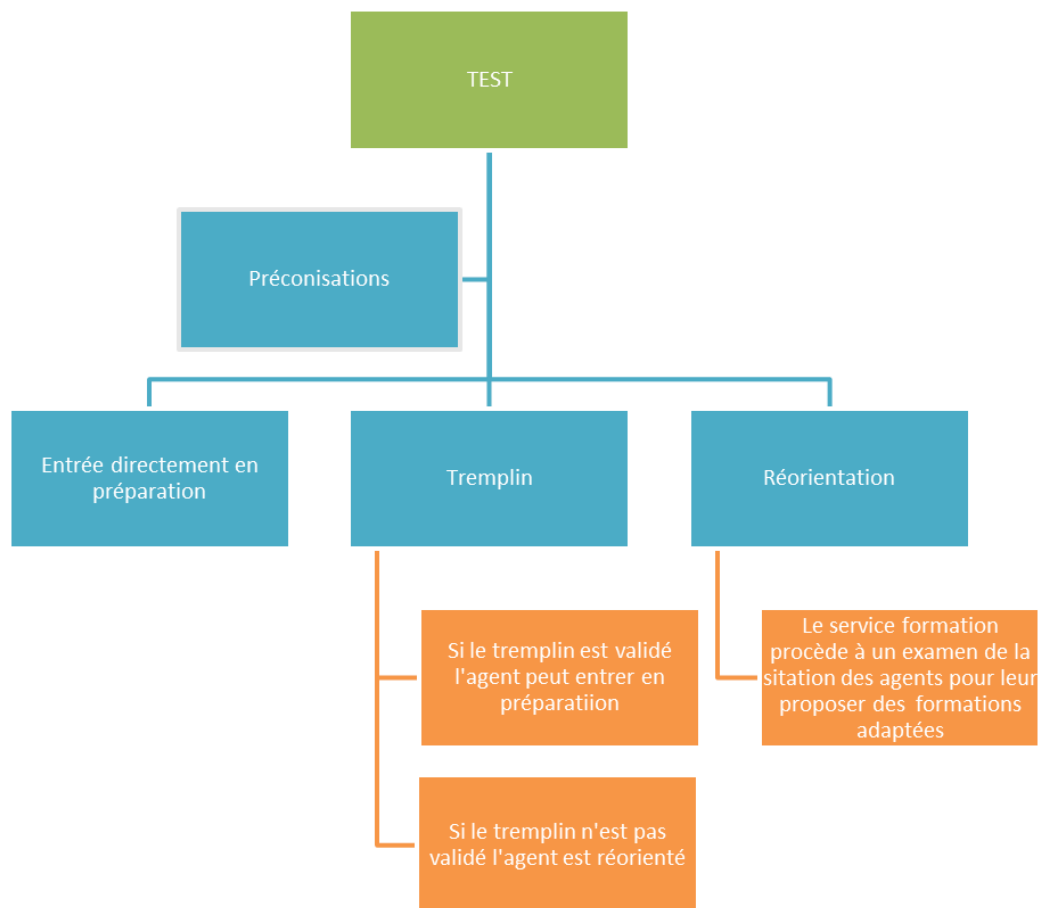 TEST
Préconisations
Entrée directement en
préparation
Tremplin
Réorientation
Si le tremplin est validé
l'agent peut entrer en
préparatiion
Le service formation
procède à un examen de la
sitation des agents pour leur
proposer des formations
adaptées
Si le tremplin n'est pas
validé l'agent est réorienté